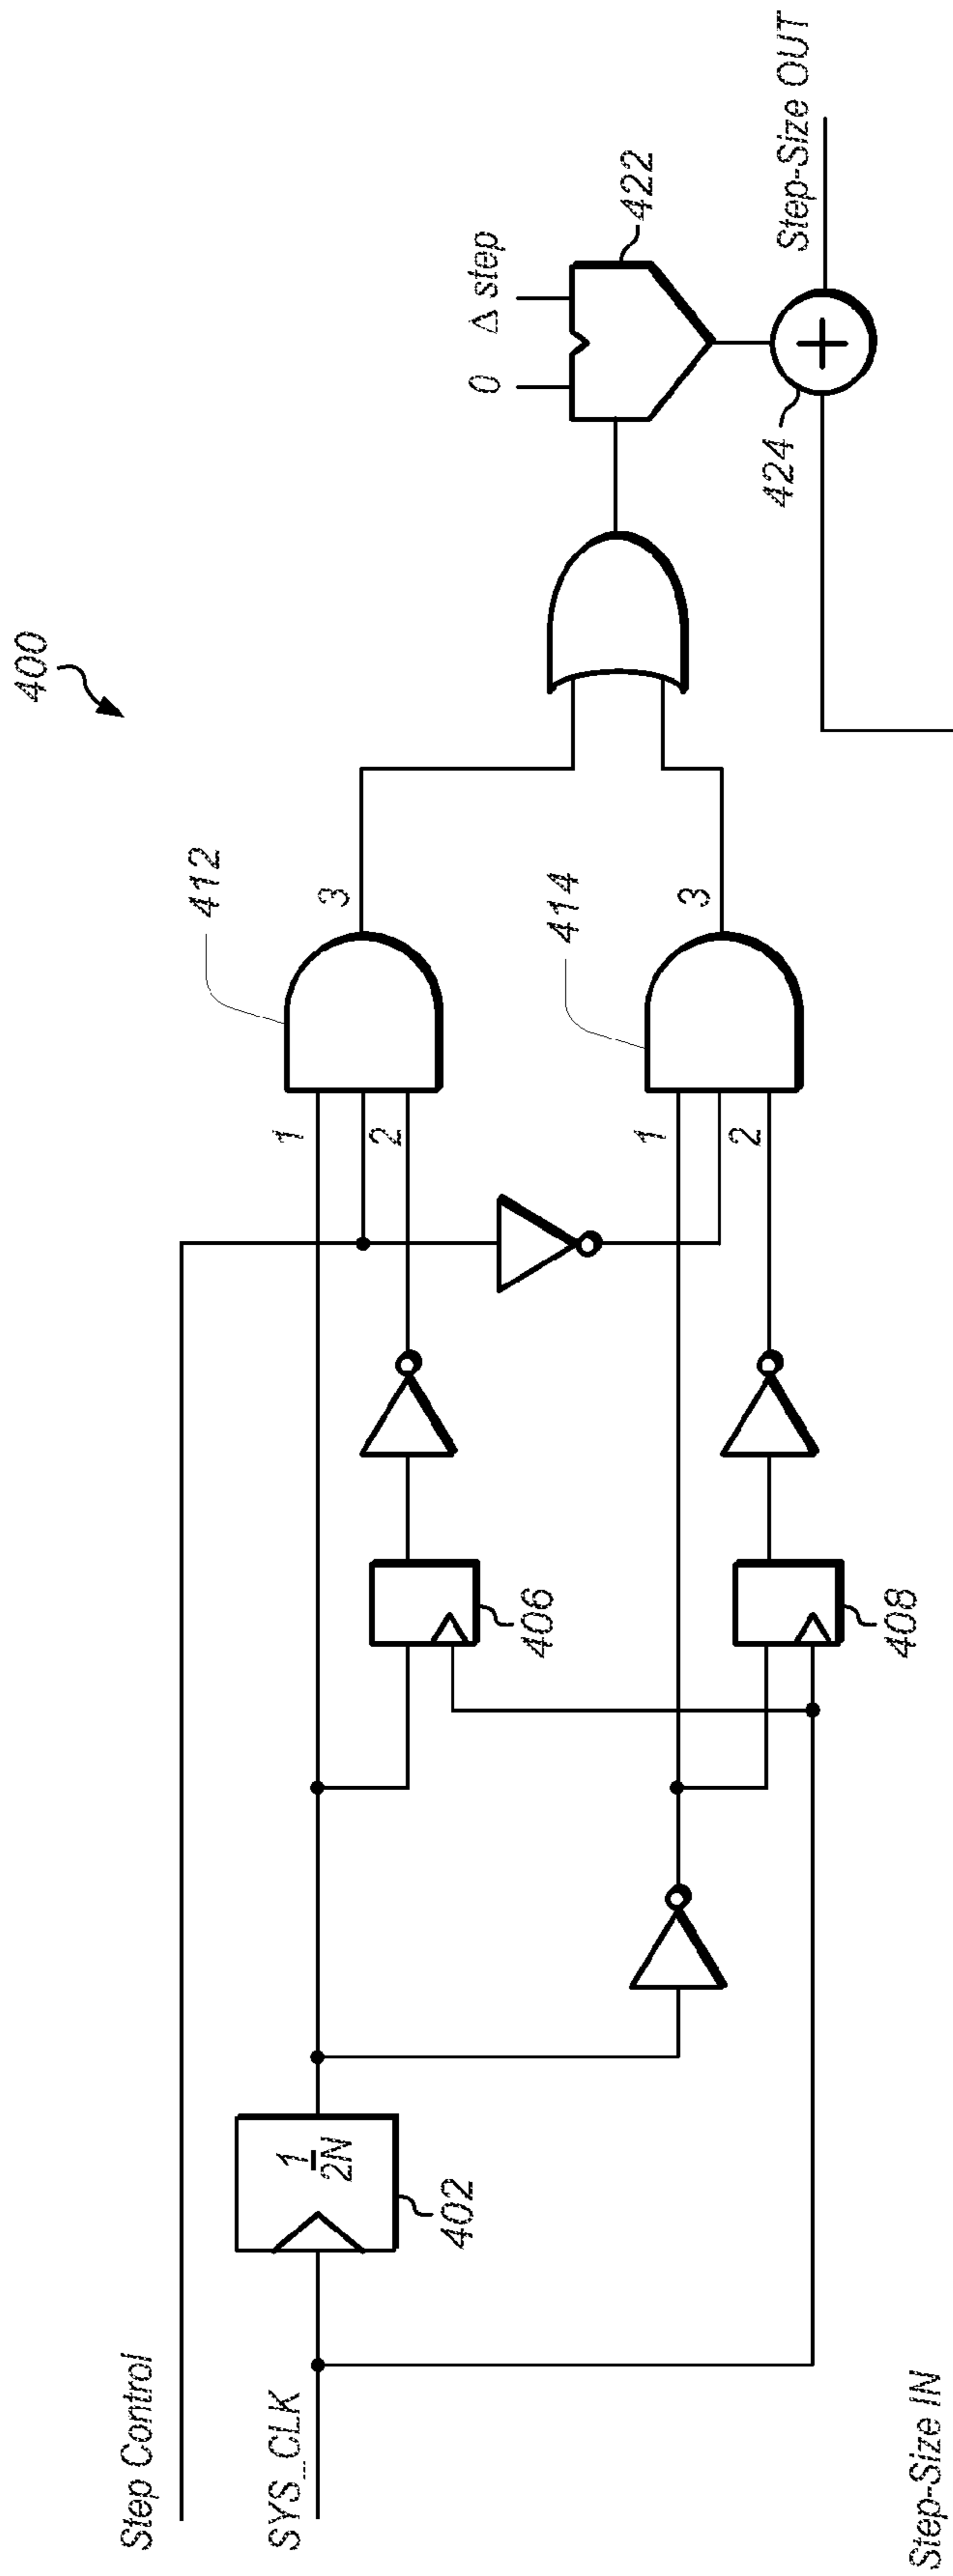 400
Step Control
SYS_CLK
1
2N
402
406
408
1
2
412
3
1
2
414
3
0
Δ step
422
424
Step-Size OUT
Step-Size IN